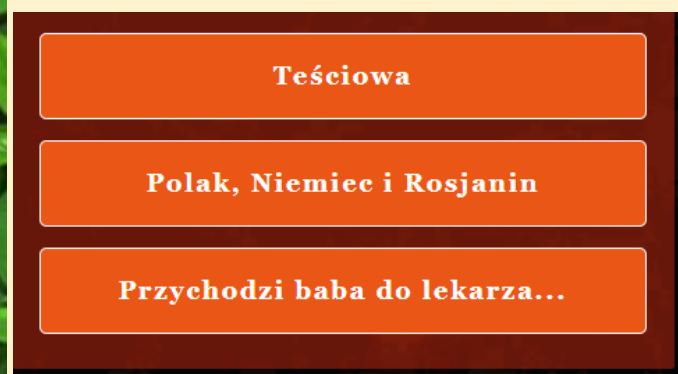 Teściowa
Polak, Niemiec i Rosjanin
Przychodzi baba do lekarza...